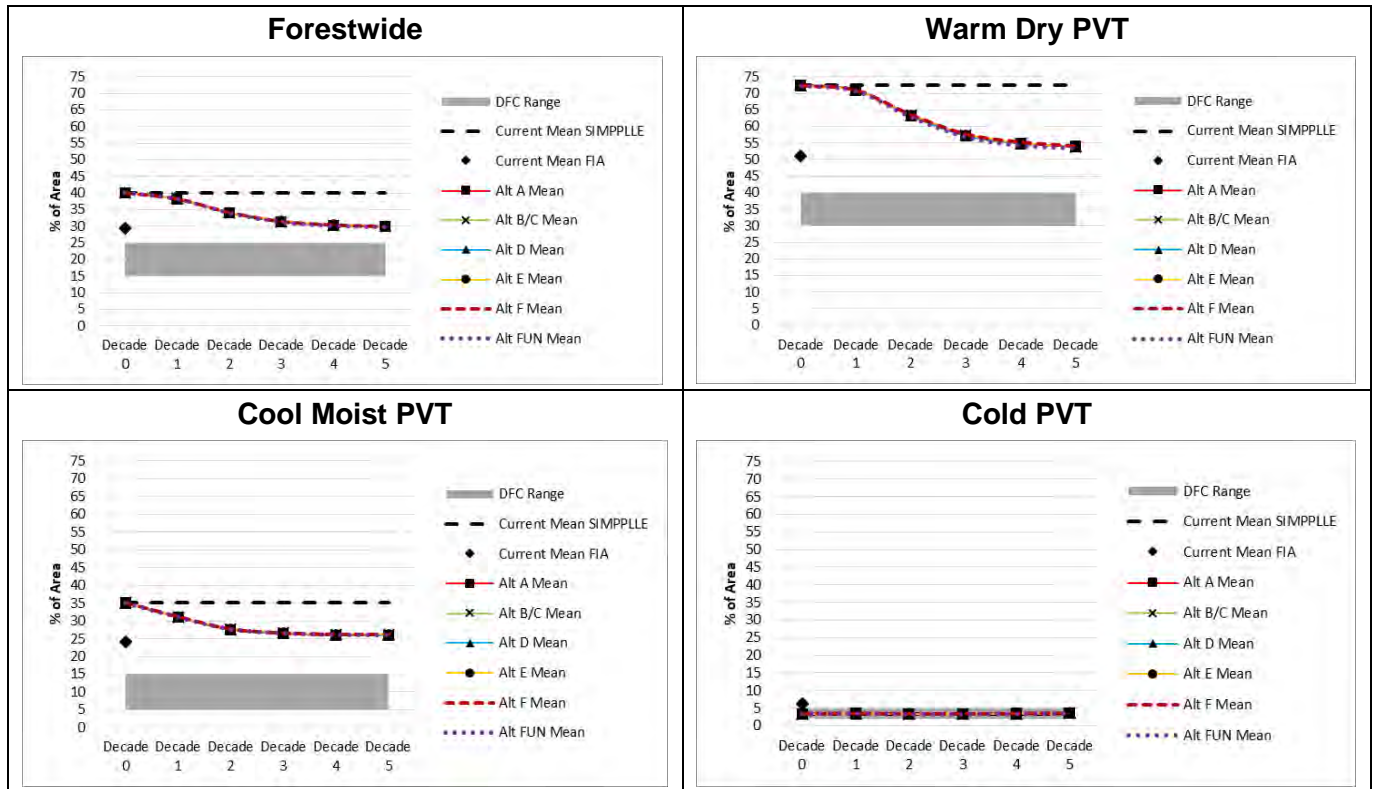 Forestwide
75
70
65
60
55
50
45
40
35
30
25
20
15
10
5
0
% of Area
Decade 0
Decade 1
Decade 2
Decade 3
Decade 4
Decade 5
DFC Range
Current Mean SIMPPLLE
Current Mean FIA
Alt A Mean
Alt B/C Mean
Alt D Mean
Alt E Mean
Alt F Mean
Alt FUN Mean
Warm Dry PVT
75
70
65
60
55
50
45
40
35
30
25
20
15
10
5
0
% of Area
Decade 0
Decade 1
Decade 2
Decade 3
Decade 4
Decade 5
DFC Range
Current Mean SIMPPLLE
Current Mean FIA
Alt A Mean
Alt B/C Mean
Alt D Mean
Alt E Mean
Alt F Mean
Alt FUN Mean
Cool Moist PVT
75
70
65
60
55
50
45
40
35
30
25
20
15
10
5
0
% of Area
Decade 0
Decade 1
Decade 2
Decade 3
Decade 4
Decade 5
DFC Range
Current Mean SIMPPLLE
Current Mean FIA
Alt A Mean
Alt B/C Mean
Alt D Mean
Alt E Mean
Alt F Mean
Alt FUN Mean
Cold PVT
75
70
65
60
55
50
45
40
35
30
25
20
15
10
5
0
% of Area
Decade 0
Decade 1
Decade 2
Decade 3
Decade 4
Decade 5
DFC Range
Current Mean SIMPPLLE
Current Mean FIA
Alt A Mean
Alt B/C Mean
Alt D Mean
Alt E Mean
Alt F Mean
Alt FUN Mean